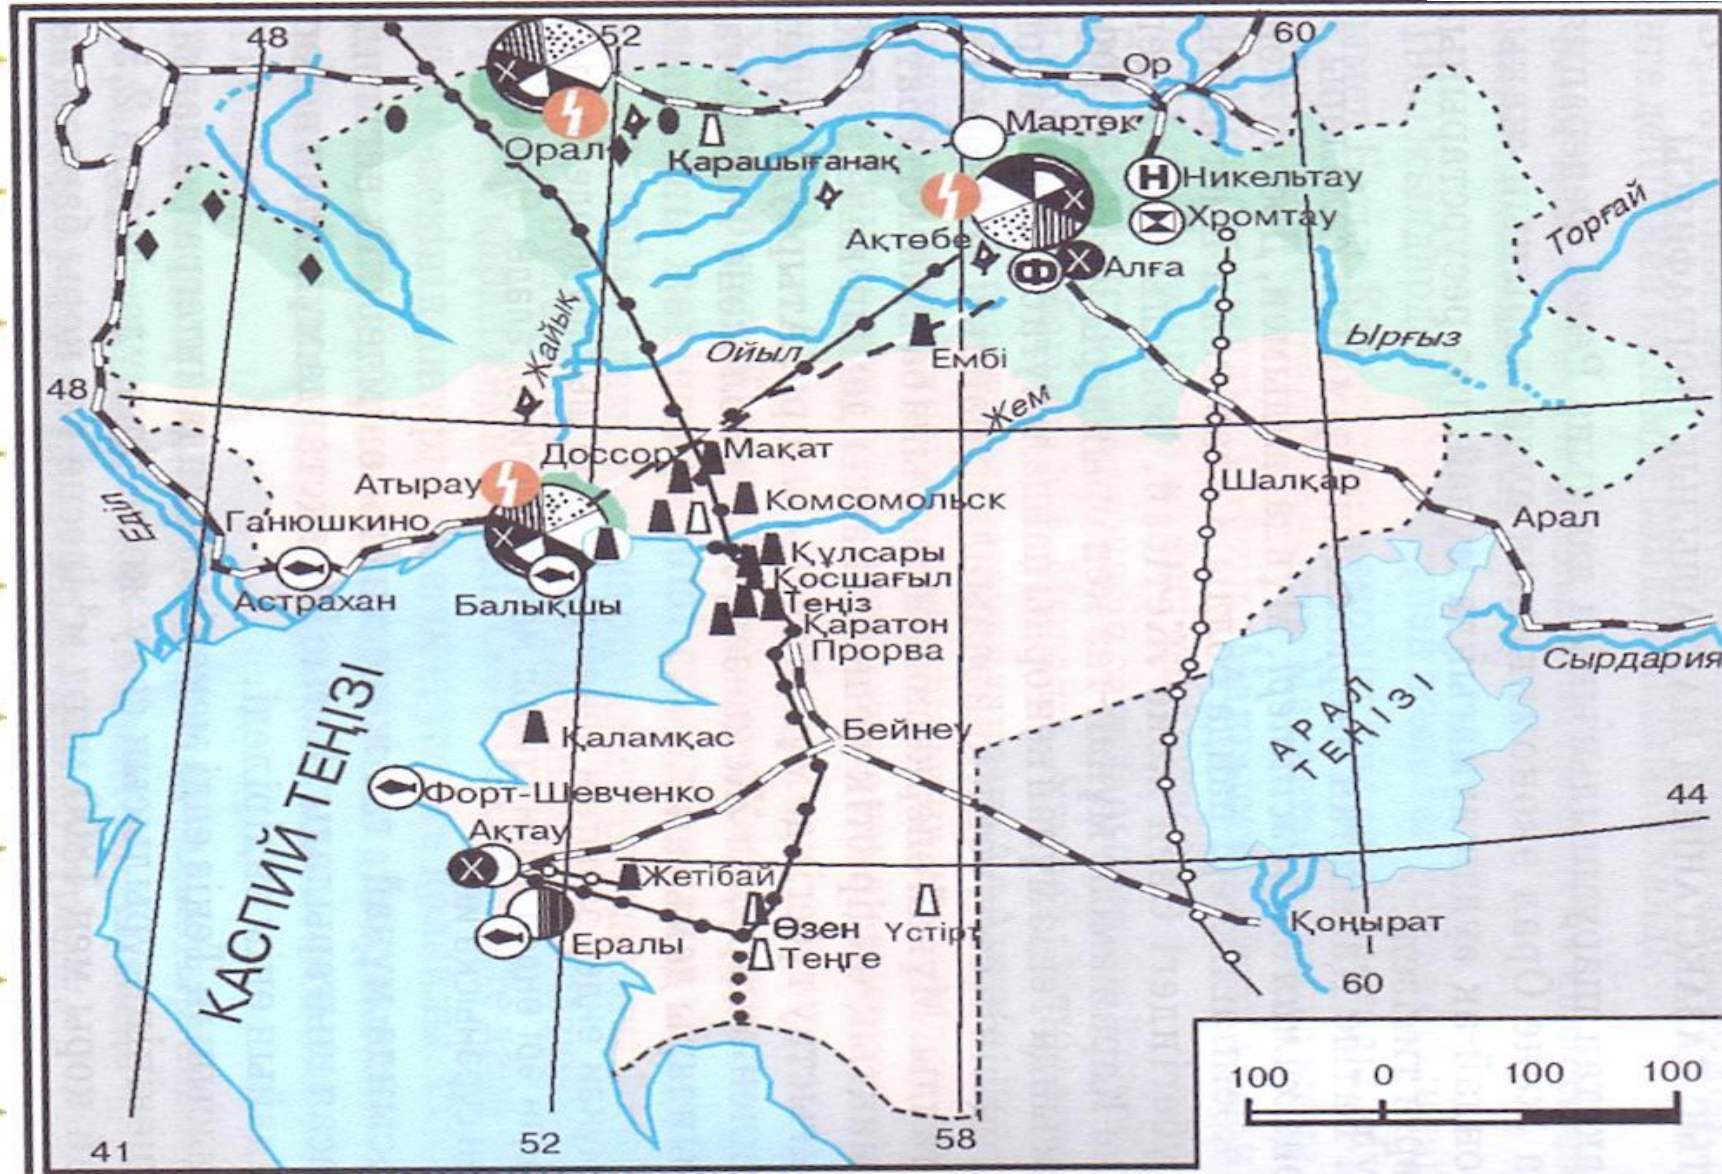 48
52
60
Ор
Мартөк
Орал
Қарашығанақ
Н
Никельтау
Хромтау
Торғай
Ақтөбе
Ф
Алға
Жайық
Ойыл
Ембі
Ырғыз
48
Жем
Доссор
Мақат
Атырау
Комсомольск
Шалқар
Арал
Еділ
Ганюшкино
Құлсары
Қосшағыл
Астрахан
Балықшы
Теңіз
Қаратон
Прорва
Сырдария
КАСПИЙ ТЕҢІЗІ
АРАЛ
ТЕҢІЗІ
Қаламқас
Бейнеу
Форт-Шевченко
44
Ақтау
Жетібай
Өзен
Үстірт
Қоңырат
Ералы
Теңге
60
100 0 100 100
41
52
58